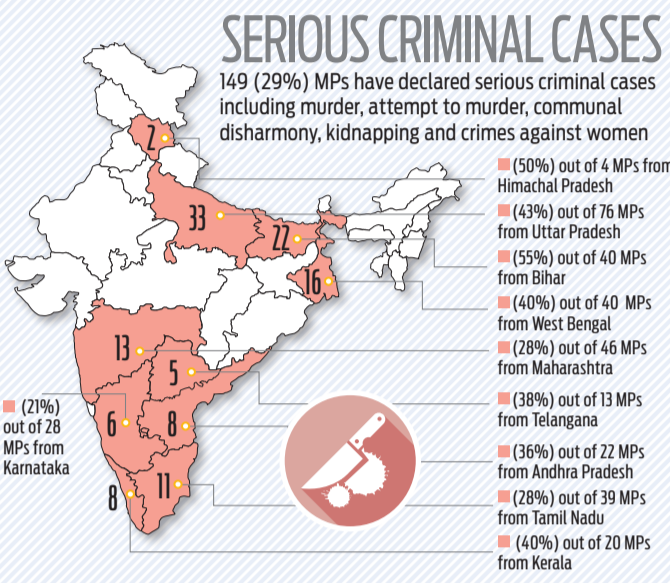 SERIOUS CRIMINAL CASES
149 (29%) MPs have declared serious criminal cases
including murder, attempt to murder, communal
disharmony, kidnapping and crimes against women
2
33
22
16
13
5
6
8
11
8
(50%) out of 4 MPs from
Himachal Pradesh
(43%) out of 76 MPs
from Uttar Pradesh
(55%) out of 40 MPs
from Bihar
(40%) out of 40 MPs
from West Bengal
(28%) out of 46 MPs
from Maharashtra
(38%) out of 13 MPs
from Telangana
(36%) out of 22 MPs
from Andhra Pradesh
(28%) out of 39 MPs
from Tamil Nadu
(40%) out of 20 MPs
from Kerala
(21%)
out of 28
MPs from
Karnataka